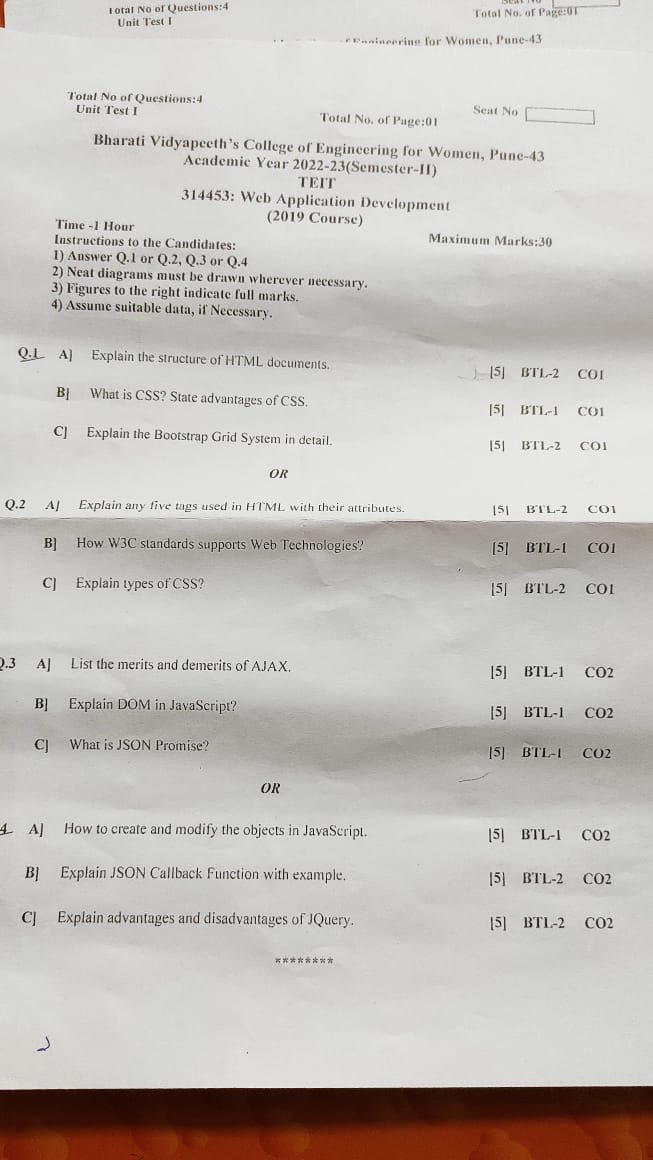 Total No of Questions:4
Unit Test I
Total No. of Page:01
Engineering for Women, Pune-43
Total No of Questions:4
Unit Test I
Total No. of Page:01
Seat No
Bharati Vidyapeeth's College of Engineering for Women, Pune-43
Academic Year 2022-23(Semester-II)
TEIT
314453: Web Application Development
(2019 Course)
Time -1 Hour
Maximum Marks:30
Instructions to the Candidates:
1) Answer Q.1 or Q.2, Q.3 or Q.4
2) Neat diagrams must be drawn wherever necessary.
3) Figures to the right indicate full marks.
4) Assume suitable data, if Necessary.
Q.1 A] Explain the structure of HTML documents. [5] BTL-2 CO1
B] What is CSS? State advantages of CSS. [5] BTL-1 CO1
C] Explain the Bootstrap Grid System in detail. [5] BTL-2 CO1
OR
Q.2 A] Explain any five tags used in HTML with their attributes. [5] BTL-2 CO1
B] How W3C standards supports Web Technologies? [5] BTL-1 CO1
C] Explain types of CSS? [5] BTL-2 CO1
Q.3 A] List the merits and demerits of AJAX. [5] BTL-1 CO2
B] Explain DOM in JavaScript? [5] BTL-1 CO2
C] What is JSON Promise? [5] BTL-1 CO2
OR
4 A] How to create and modify the objects in JavaScript. [5] BTL-1 CO2
B] Explain JSON Callback Function with example. [5] BTL-2 CO2
C] Explain advantages and disadvantages of JQuery. [5] BTL-2 CO2
********